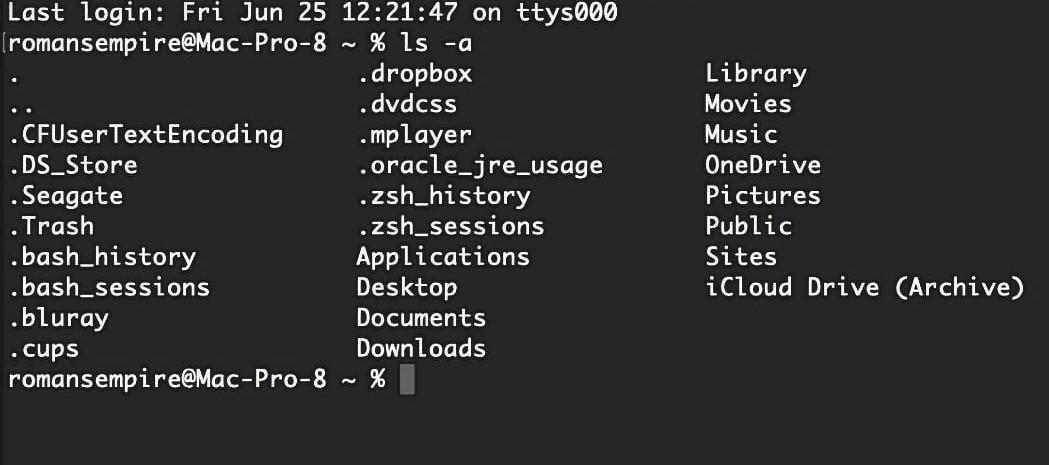 Last login: Fri Jun 25 12:21:47 on ttys000
[romansempire@Mac-Pro-8 ~ % ls -a
. .dropbox Library
.. .dvdcss Movies
.CFUserTextEncoding .mplayer Music
.DS_Store .oracle_jre_usage OneDrive
.Seagate .zsh_history Pictures
.Trash .zsh_sessions Public
.bash_history Applications Sites
.bash_sessions Desktop iCloud Drive (Archive)
.bluray Documents
.cups Downloads
romansempire@Mac-Pro-8 ~ %